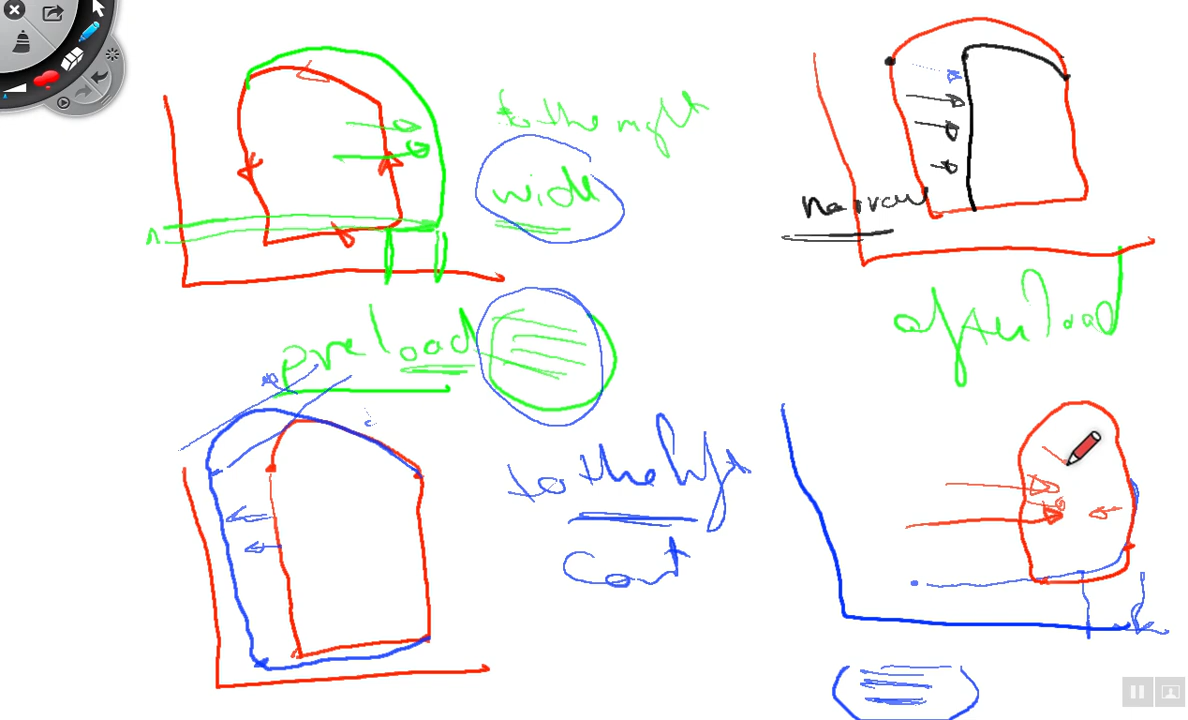 to the right
wide
narrow
preload
afterload
to the left
Cont